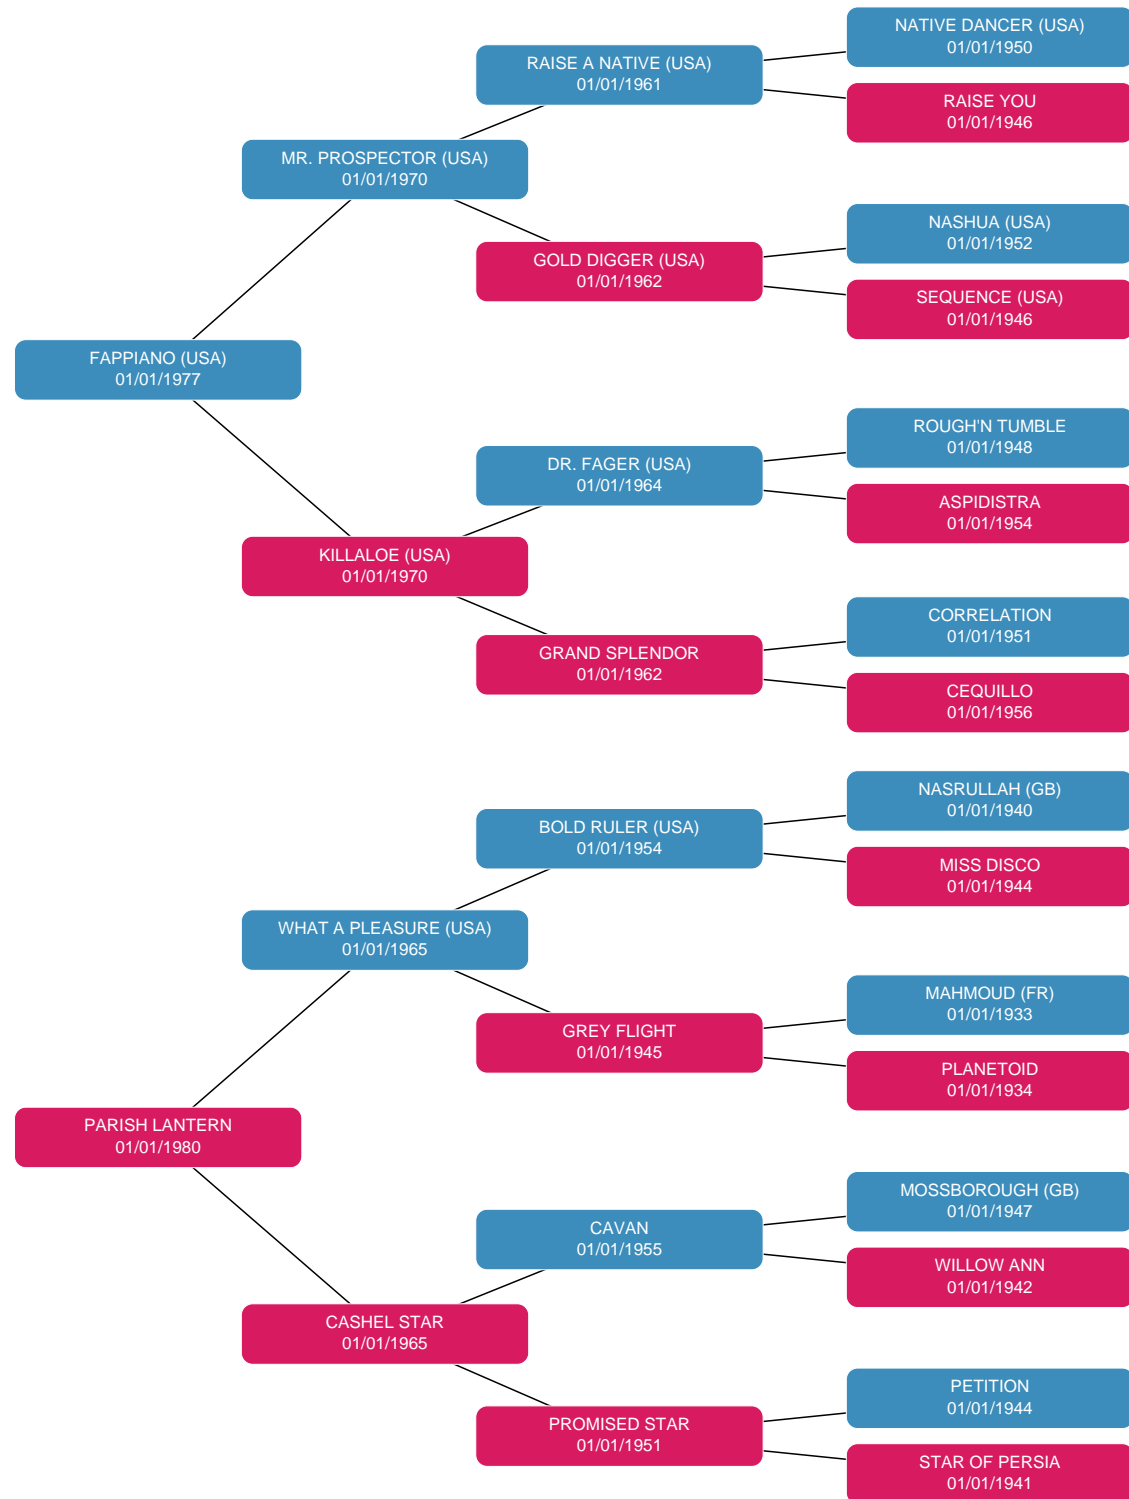 NATIVE DANCER (USA)
01/01/1950
RAISE A NATIVE (USA)
01/01/1961
RAISE YOU
01/01/1946
MR. PROSPECTOR (USA)
01/01/1970
NASHUA (USA)
01/01/1952
GOLD DIGGER (USA)
01/01/1962
SEQUENCE (USA)
01/01/1946
FAPPIANO (USA)
01/01/1977
ROUGH'N TUMBLE
01/01/1948
DR. FAGER (USA)
01/01/1964
ASPIDISTRA
01/01/1954
KILLALOE (USA)
01/01/1970
CORRELATION
01/01/1951
GRAND SPLENDOR
01/01/1962
CEQUILLO
01/01/1956
NASRULLAH (GB)
01/01/1940
BOLD RULER (USA)
01/01/1954
MISS DISCO
01/01/1944
WHAT A PLEASURE (USA)
01/01/1965
MAHMOUD (FR)
01/01/1933
GREY FLIGHT
01/01/1945
PLANETOID
01/01/1934
PARISH LANTERN
01/01/1980
MOSSBOROUGH (GB)
01/01/1947
CAVAN
01/01/1955
WILLOW ANN
01/01/1942
CASHEL STAR
01/01/1965
PETITION
01/01/1944
PROMISED STAR
01/01/1951
STAR OF PERSIA
01/01/1941